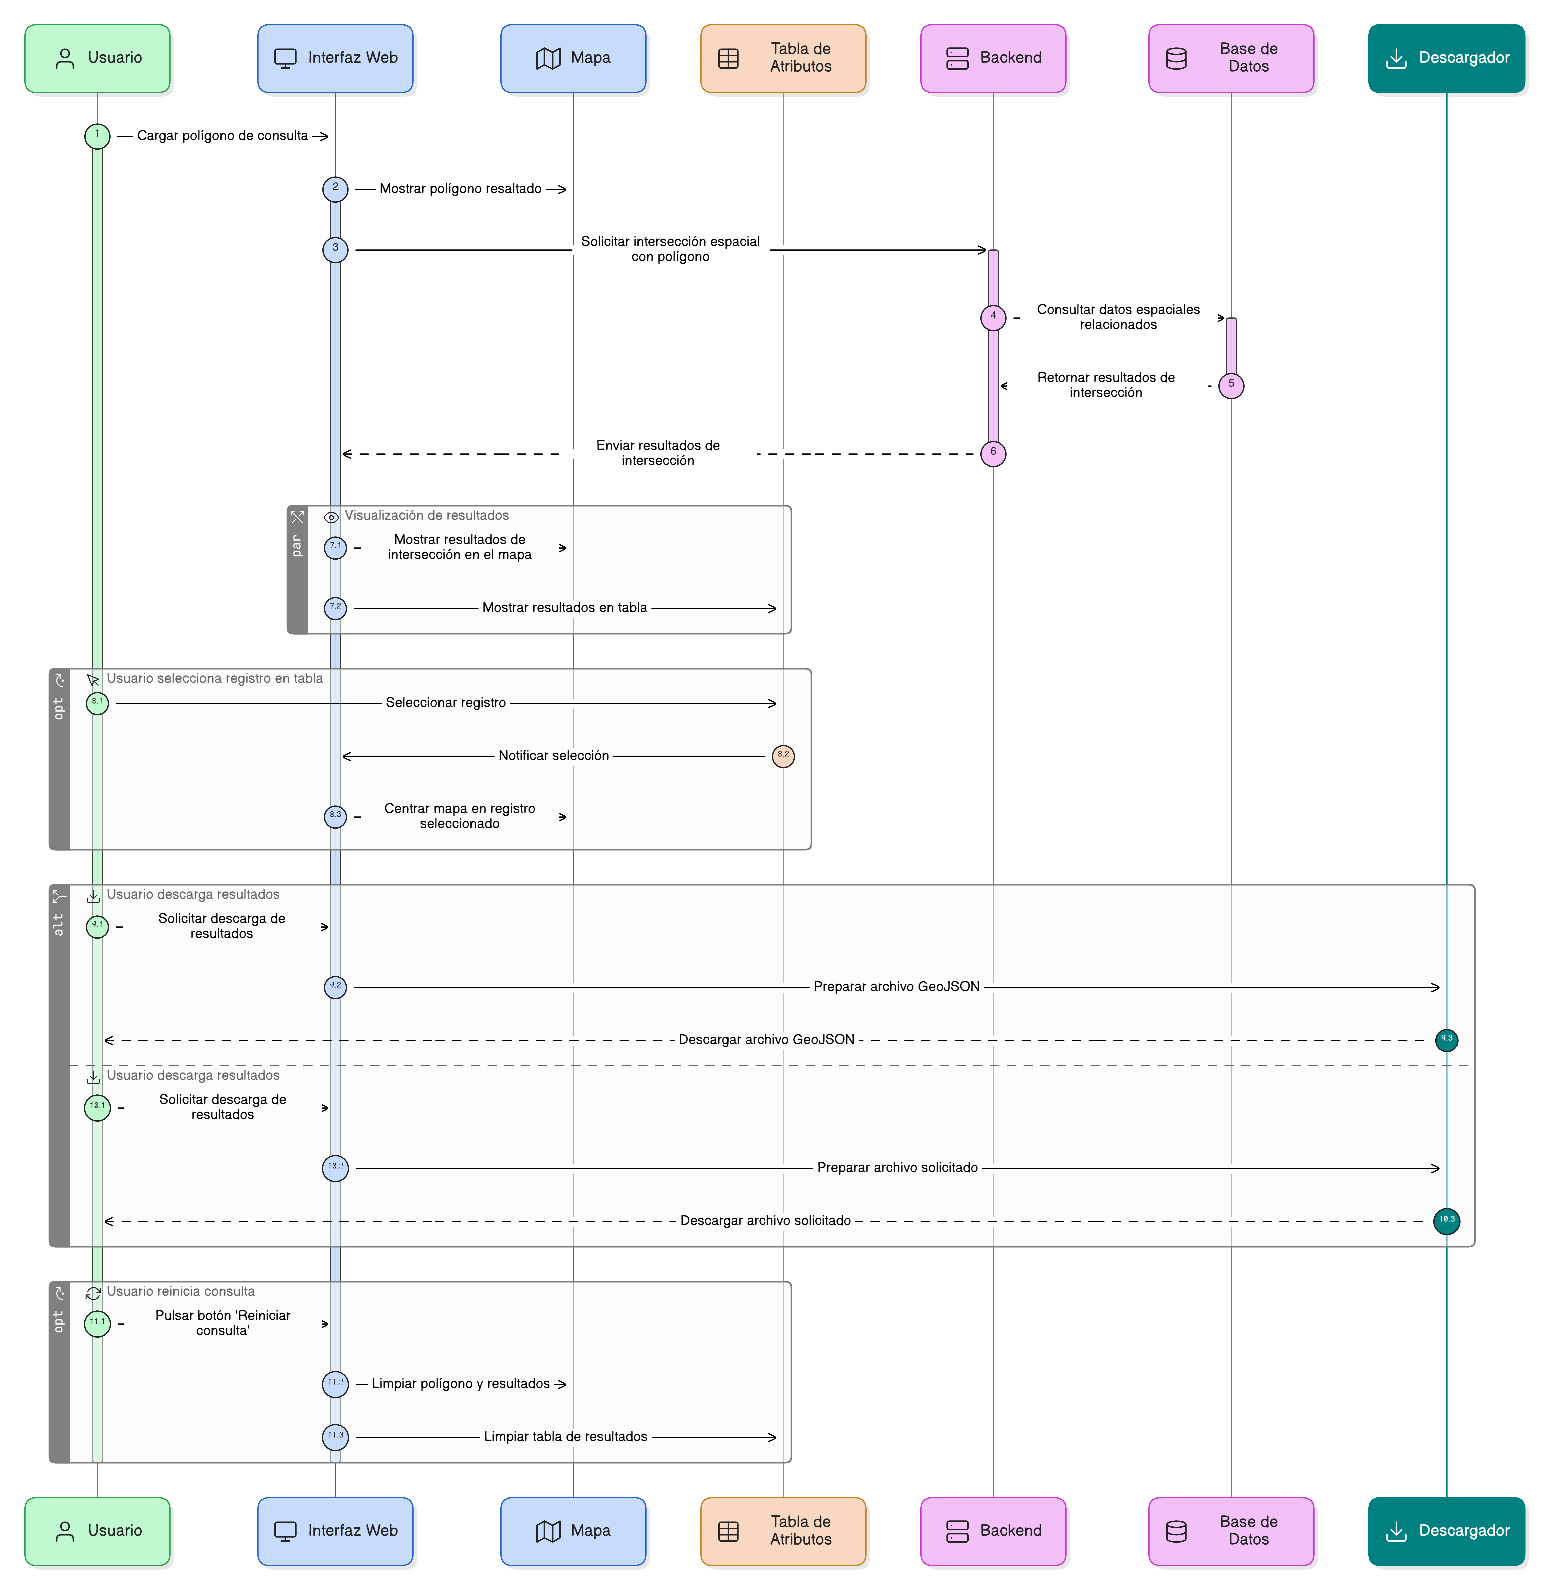 Usuario
Interfaz Web
Mapa
Tabla de
Atributos
Backend
Base de
Datos
Descargador
1
Cargar polígono de consulta
2
Mostrar polígono resaltado
3
Solicitar intersección espacial
con polígono
4
Consultar datos espaciales
relacionados
Retornar resultados de
intersección
5
Enviar resultados de
intersección
6
par
Visualización de resultados
7.1
Mostrar resultados de
intersección en el mapa
7.2
Mostrar resultados en tabla
opt
Usuario selecciona registro en tabla
8.1
Seleccionar registro
Notificar selección
8.2
8.3
Centrar mapa en registro
seleccionado
alt
Usuario descarga resultados
9.1
Solicitar descarga de
resultados
9.2
Preparar archivo GeoJSON
Descargar archivo GeoJSON
9.3
Usuario descarga resultados
10.1
Solicitar descarga de
resultados
10.2
Preparar archivo solicitado
Descargar archivo solicitado
10.3
opt
Usuario reinicia consulta
11.1
Pulsar botón 'Reiniciar
consulta'
11.2
Limpiar polígono y resultados
11.3
Limpiar tabla de resultados
Usuario
Interfaz Web
Mapa
Tabla de
Atributos
Backend
Base de
Datos
Descargador